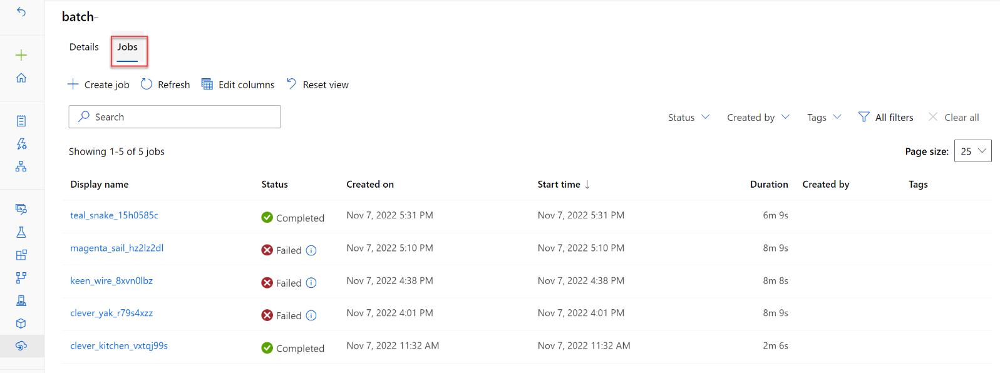 batch-
Details Jobs
Create job Refresh Edit columns Reset view
Search Status Created by Tags All filters Clear all
Showing 1-5 of 5 jobs Page size: 25
Display name Status Created on Start time ↓ Duration Created by Tags
teal_snake_15h0585c Completed Nov 7, 2022 5:31 PM Nov 7, 2022 5:31 PM 6m 9s
magenta_sail_hz2lz2dl Failed Nov 7, 2022 5:10 PM Nov 7, 2022 5:10 PM 8m 9s
keen_wire_8xvn0lbz Failed Nov 7, 2022 4:38 PM Nov 7, 2022 4:38 PM 8m 8s
clever_yak_r79s4xzz Failed Nov 7, 2022 4:01 PM Nov 7, 2022 4:01 PM 8m 9s
clever_kitchen_vxtqj99s Completed Nov 7, 2022 11:32 AM Nov 7, 2022 11:32 AM 2m 6s